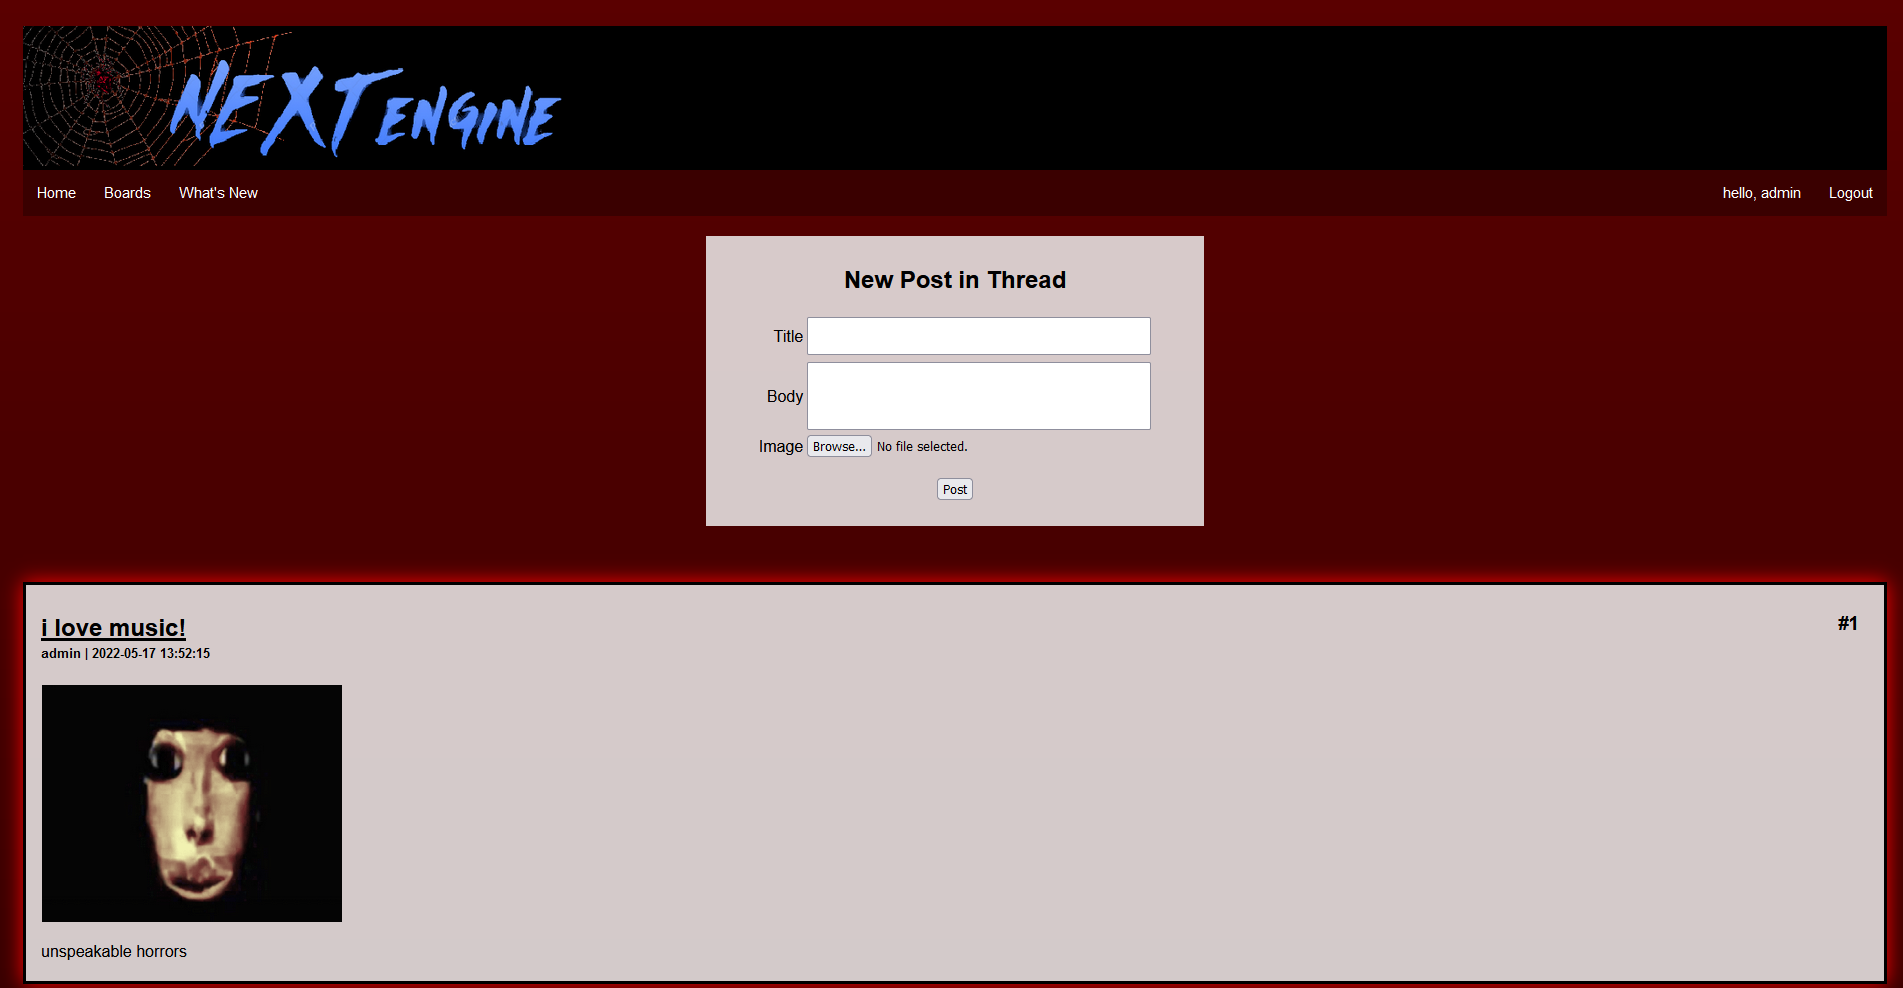 NEXT ENGINE
Home Boards What's New hello, admin Logout
New Post in Thread
Title
Body
Image Browse... No file selected.
Post
i love music! #1
admin | 2022-05-17 13:52:15
unspeakable horrors